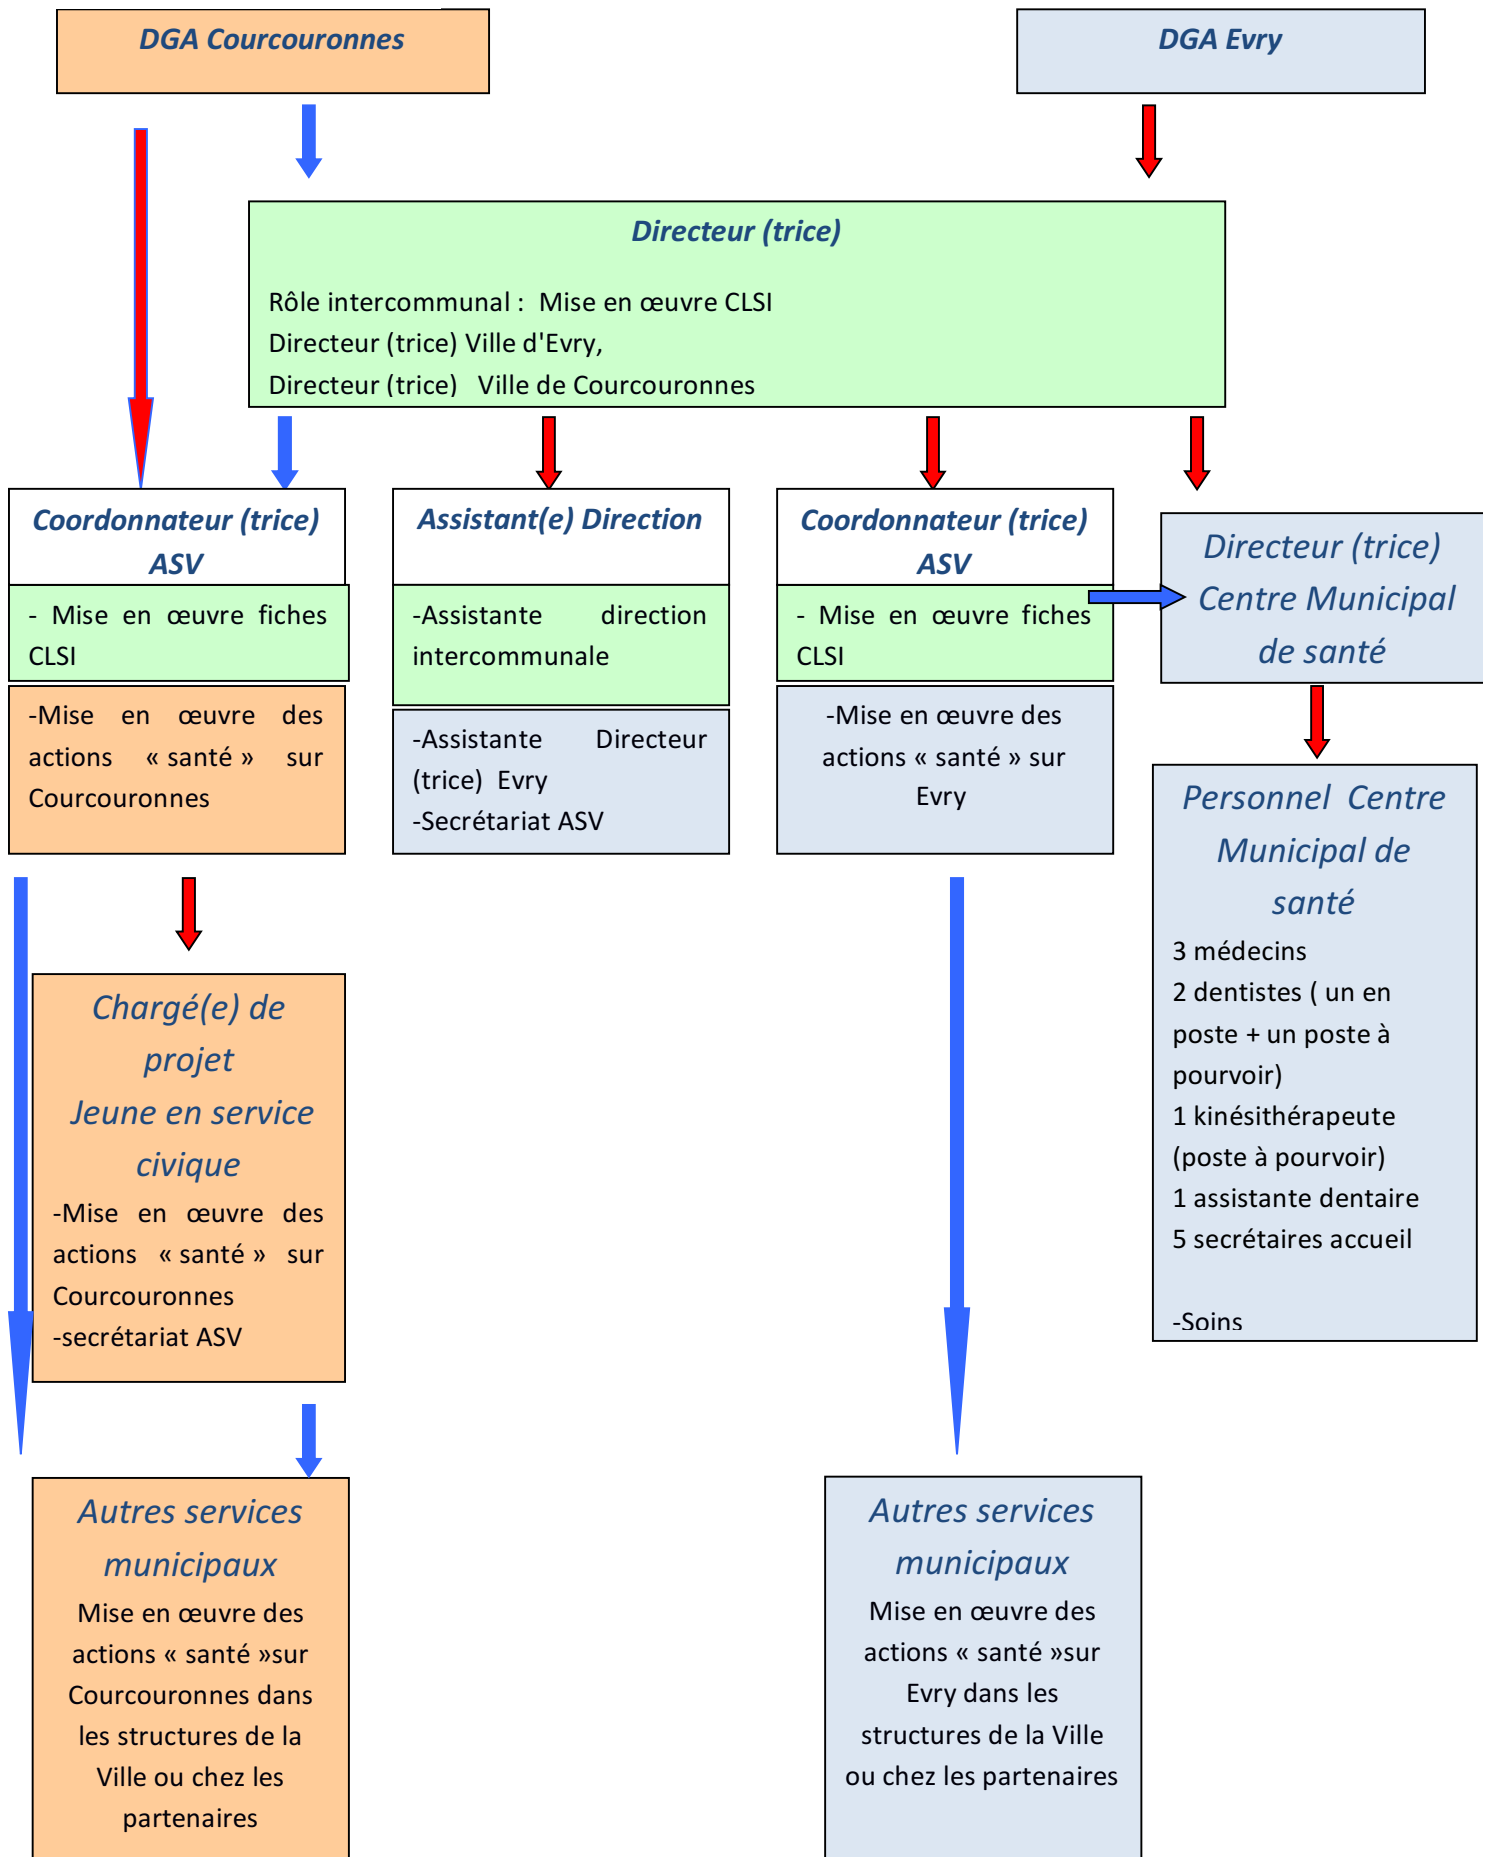 DGA Courcouronnes
DGA Evry
Directeur (trice)
Rôle intercommunal : Mise en œuvre CLSI
Directeur (trice) Ville d'Evry,
Directeur (trice) Ville de Courcouronnes
Coordonnateur (trice)
ASV
- Mise en œuvre fiches
CLSI
-Mise en œuvre des
actions « santé » sur
Courcouronnes
Assistant(e) Direction
-Assistante direction
intercommunale
-Assistante Directeur
(trice) Evry
-Secrétariat ASV
Coordonnateur (trice)
ASV
- Mise en œuvre fiches
CLSI
-Mise en œuvre des
actions « santé » sur
Evry
Directeur (trice)
Centre Municipal
de santé
Personnel Centre
Municipal de
santé
3 médecins
2 dentistes ( un en
poste + un poste à
pourvoir)
1 kinésithérapeute
(poste à pourvoir)
1 assistante dentaire
5 secrétaires accueil
-Soins
Chargé(e) de
projet
Jeune en service
civique
-Mise en œuvre des
actions « santé » sur
Courcouronnes
-secrétariat ASV
Autres services
municipaux
Mise en œuvre des
actions « santé »sur
Courcouronnes dans
les structures de la
Ville ou chez les
partenaires
Autres services
municipaux
Mise en œuvre des
actions « santé »sur
Evry dans les
structures de la Ville
ou chez les partenaires